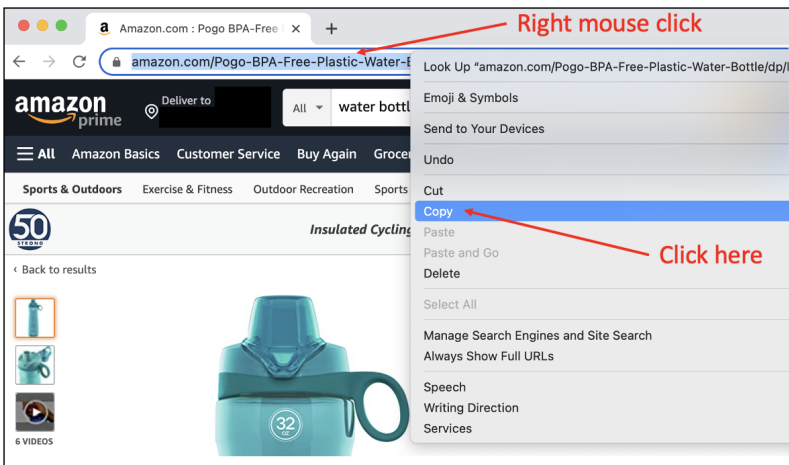 Right mouse click
Amazon.com : Pogo BPA-Free
amazon.com/Pogo-BPA-Free-Plastic-Water-B
Look Up “amazon.com/Pogo-BPA-Free-Plastic-Water-Bottle/dp/
amazon
prime
Deliver to
All
water bottl
Emoji & Symbols
Send to Your Devices
All
Amazon Basics
Customer Service
Buy Again
Groce
Undo
Sports & Outdoors
Exercise & Fitness
Outdoor Recreation
Sports
Cut
Copy
50
STRONG
Insulated Cycling
Paste
Paste and Go
Click here
Delete
‹ Back to results
Select All
Manage Search Engines and Site Search
Always Show Full URLs
Speech
Writing Direction
Services
32
OZ
6 VIDEOS